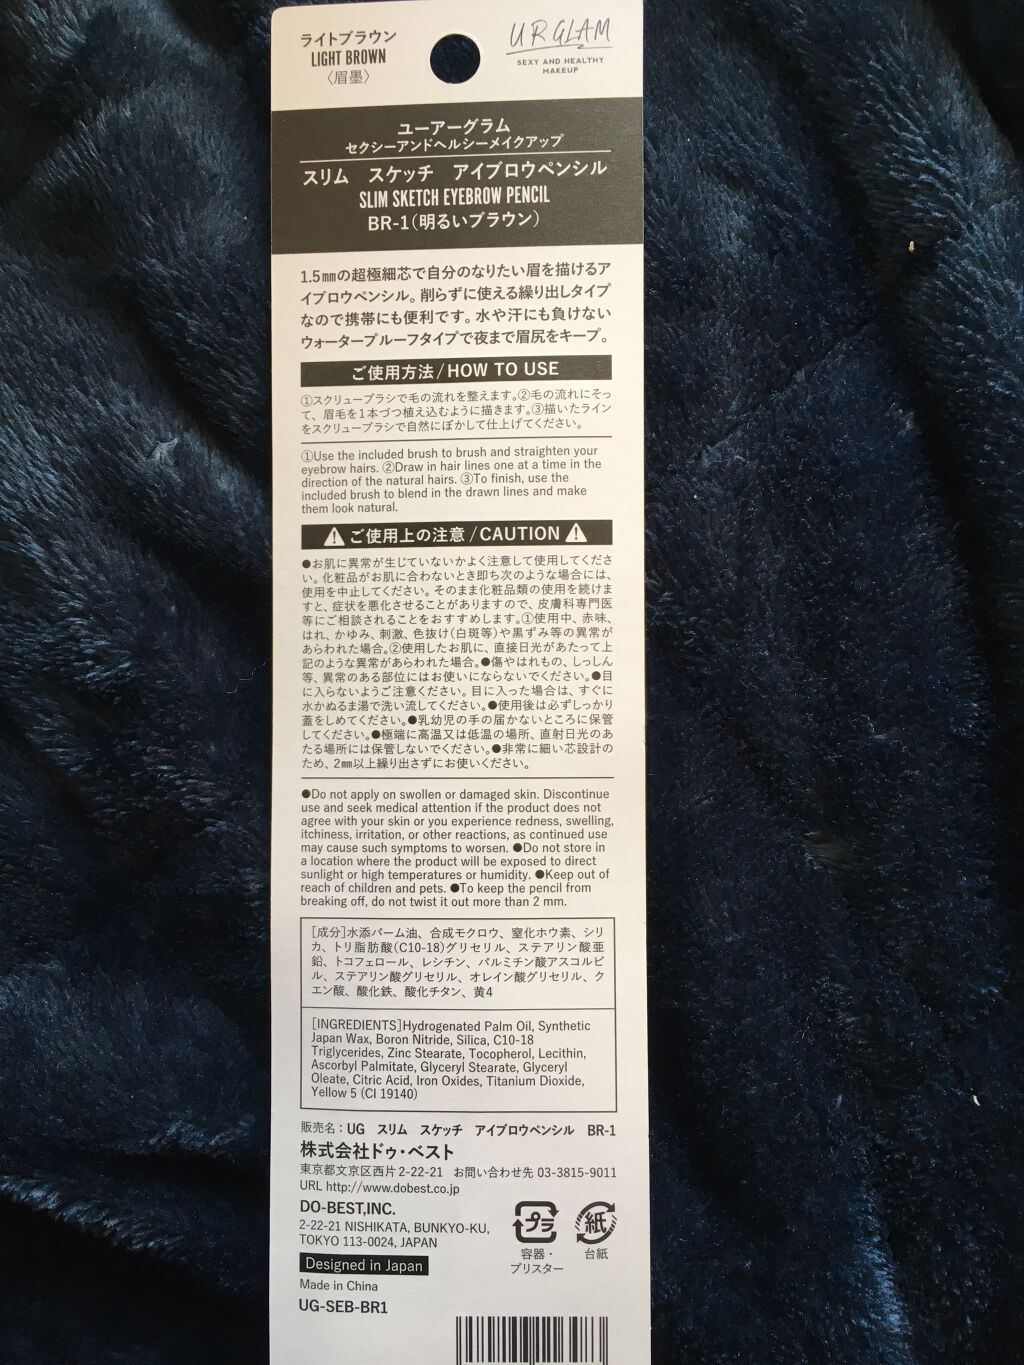 ライトブラウン
LIGHT BROWN
〈眉墨〉
UR GLAM
SEXY AND HEALTHY
MAKEUP
ユーアーグラム
セクシーアンドヘルシーメイクアップ
スリム　スケッチ　アイブロウペンシル
SLIM SKETCH EYEBROW PENCIL
BR-1（明るいブラウン）
1.5㎜の超極細芯で自分のなりたい眉を描けるア
イブロウペンシル。削らずに使える繰り出しタイプ
なので携帯にも便利です。水や汗にも負けない
ウォータープルーフタイプで夜まで眉尻をキープ。
ご使用方法/HOW TO USE
①スクリューブラシで毛の流れを整えます。②毛の流れにそっ
て、眉毛を1本づつ植え込むように描きます。③描いたライン
をスクリューブラシで自然にぼかして仕上げてください。
①Use the included brush to brush and straighten your
eyebrow hairs. ②Draw in hair lines one at a time in the
direction of the natural hairs. ③To finish, use the
included brush to blend in the drawn lines and make
them look natural.
ご使用上の注意/CAUTION
●お肌に異常が生じていないかよく注意して使用してくださ
い。化粧品がお肌に合わないとき即ち次のような場合には、
使用を中止してください。そのまま化粧品類の使用を続けま
すと、症状を悪化させることがありますので、皮膚科専門医
等にご相談されることをおすすめします。①使用中、赤味、
はれ、かゆみ、刺激、色抜け(白斑等)や黒ずみ等の異常が
あらわれた場合。②使用したお肌に、直接日光があたって上
記のような異常があらわれた場合。●傷やはれもの、しっしん
等、異常のある部位にはお使いにならないでください。●目
に入らないようご注意ください。目に入った場合は、すぐに
水かぬるま湯で洗い流してください。●使用後は必ずしっかり
蓋をしめてください。●乳幼児の手の届かないところに保管
してください。●極端に高温又は低温の場所、直射日光のあ
たる場所には保管しないでください。●非常に細い芯設計の
ため、2㎜以上繰り出さずにお使いください。
●Do not apply on swollen or damaged skin. Discontinue
use and seek medical attention if the product does not
agree with your skin or you experience redness, swelling,
itchiness, irritation, or other reactions, as continued use
may cause such symptoms to worsen. ●Do not store in
a location where the product will be exposed to direct
sunlight or high temperatures or humidity. ●Keep out of
reach of children and pets. ●To keep the pencil from
breaking off, do not twist it out more than 2 mm.
[成分]水添パーム油、合成モクロウ、窒化ホウ素、シリ
カ、トリ脂肪酸(C10-18)グリセリル、ステアリン酸亜
鉛、トコフェロール、レシチン、パルミチン酸アスコルビ
ル、ステアリン酸グリセリル、オレイン酸グリセリル、ク
エン酸、酸化鉄、酸化チタン、黄4
[INGREDIENTS]Hydrogenated Palm Oil, Synthetic
Japan Wax, Boron Nitride, Silica, C10-18
Triglycerides, Zinc Stearate, Tocopherol, Lecithin,
Ascorbyl Palmitate, Glyceryl Stearate, Glyceryl
Oleate, Citric Acid, Iron Oxides, Titanium Dioxide,
Yellow 5 (CI 19140)
販売名：UG　スリム　スケッチ　アイブロウペンシル　BR-1
株式会社ドゥ・ベスト
東京都文京区西片2-22-21　お問い合わせ先 03-3815-9011
URL http://www.dobest.co.jp
DO-BEST,INC.
2-22-21 NISHIKATA, BUNKYO-KU,
TOKYO 113-0024, JAPAN
Designed in Japan
Made in China
UG-SEB-BR1
プラ
容器・
ブリスター
紙
台紙